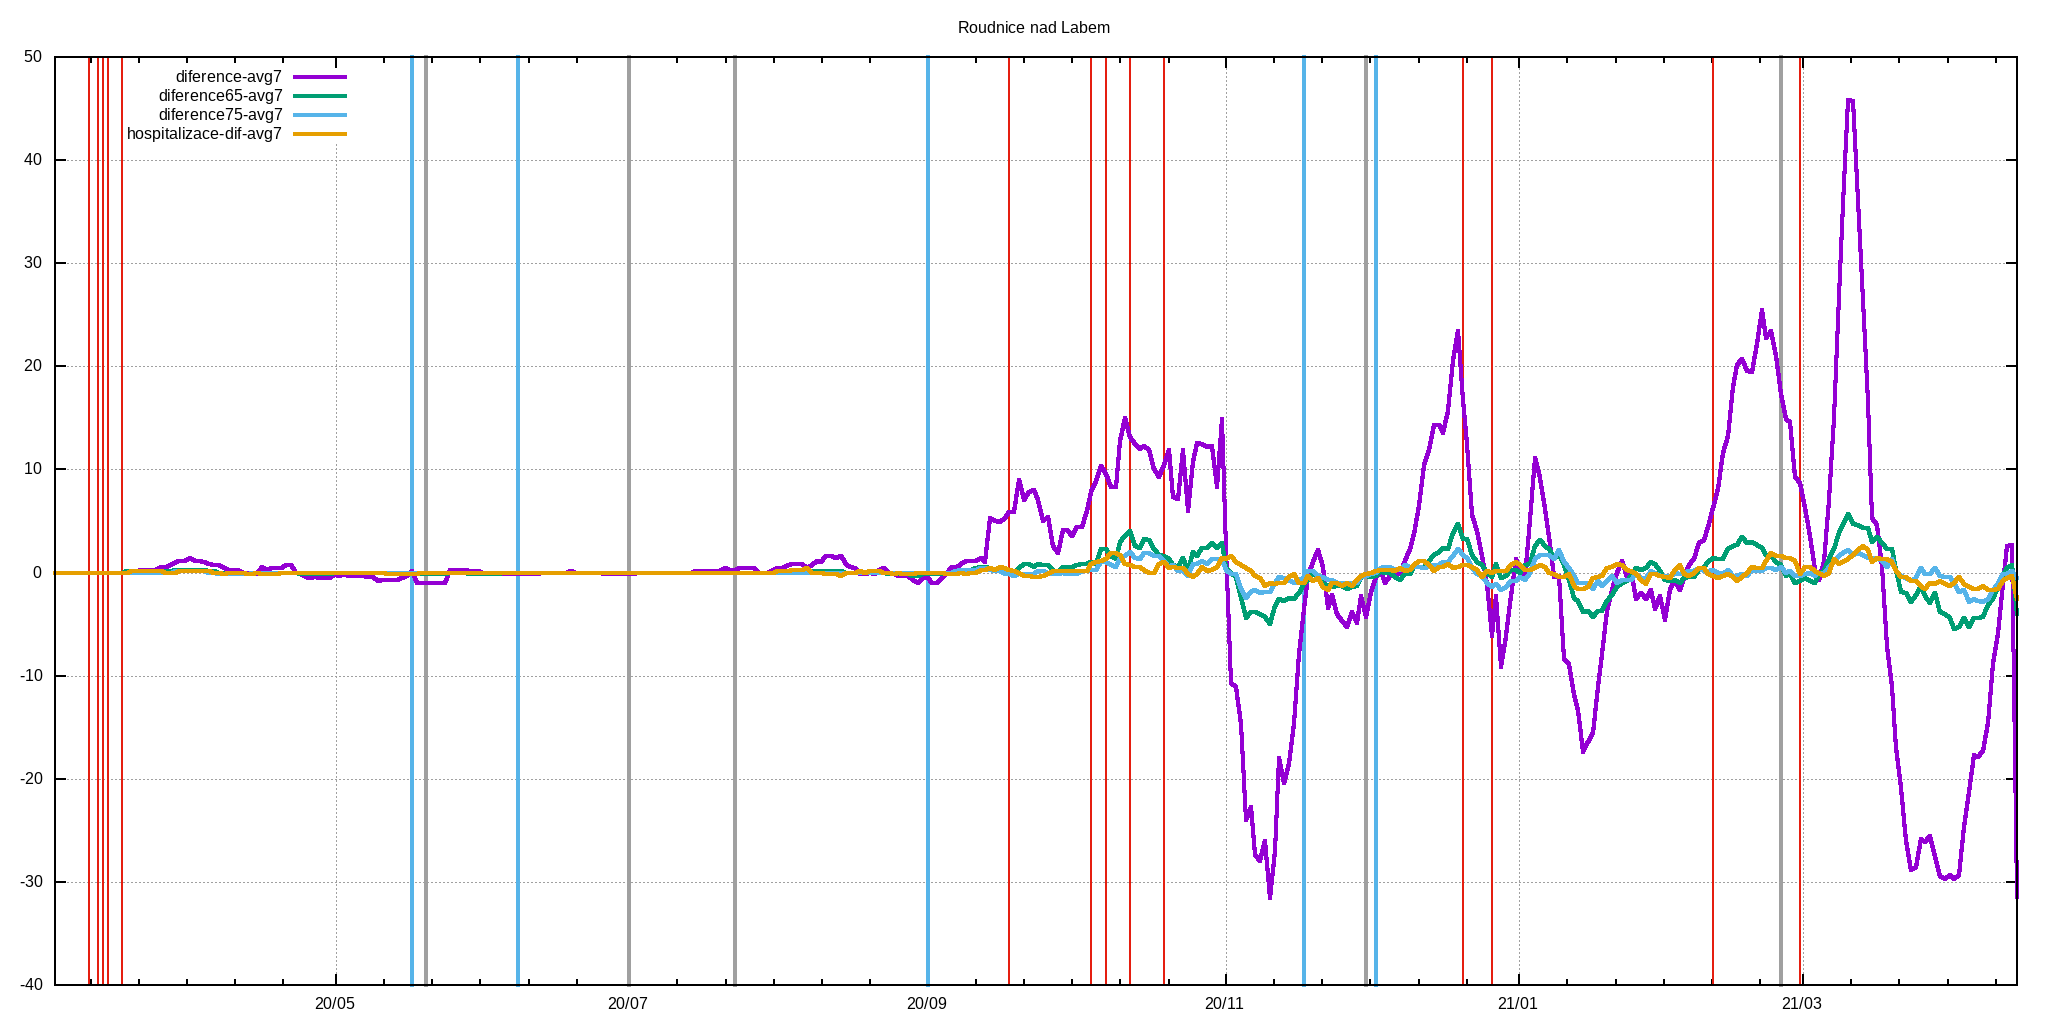 Roudnice nad Labem
diference-avg7
diference65-avg7
diference75-avg7
hospitalizace-dif-avg7
50
40
30
20
10
0
-10
-20
-30
-40
20/05 20/07 20/09 20/11 21/01 21/03